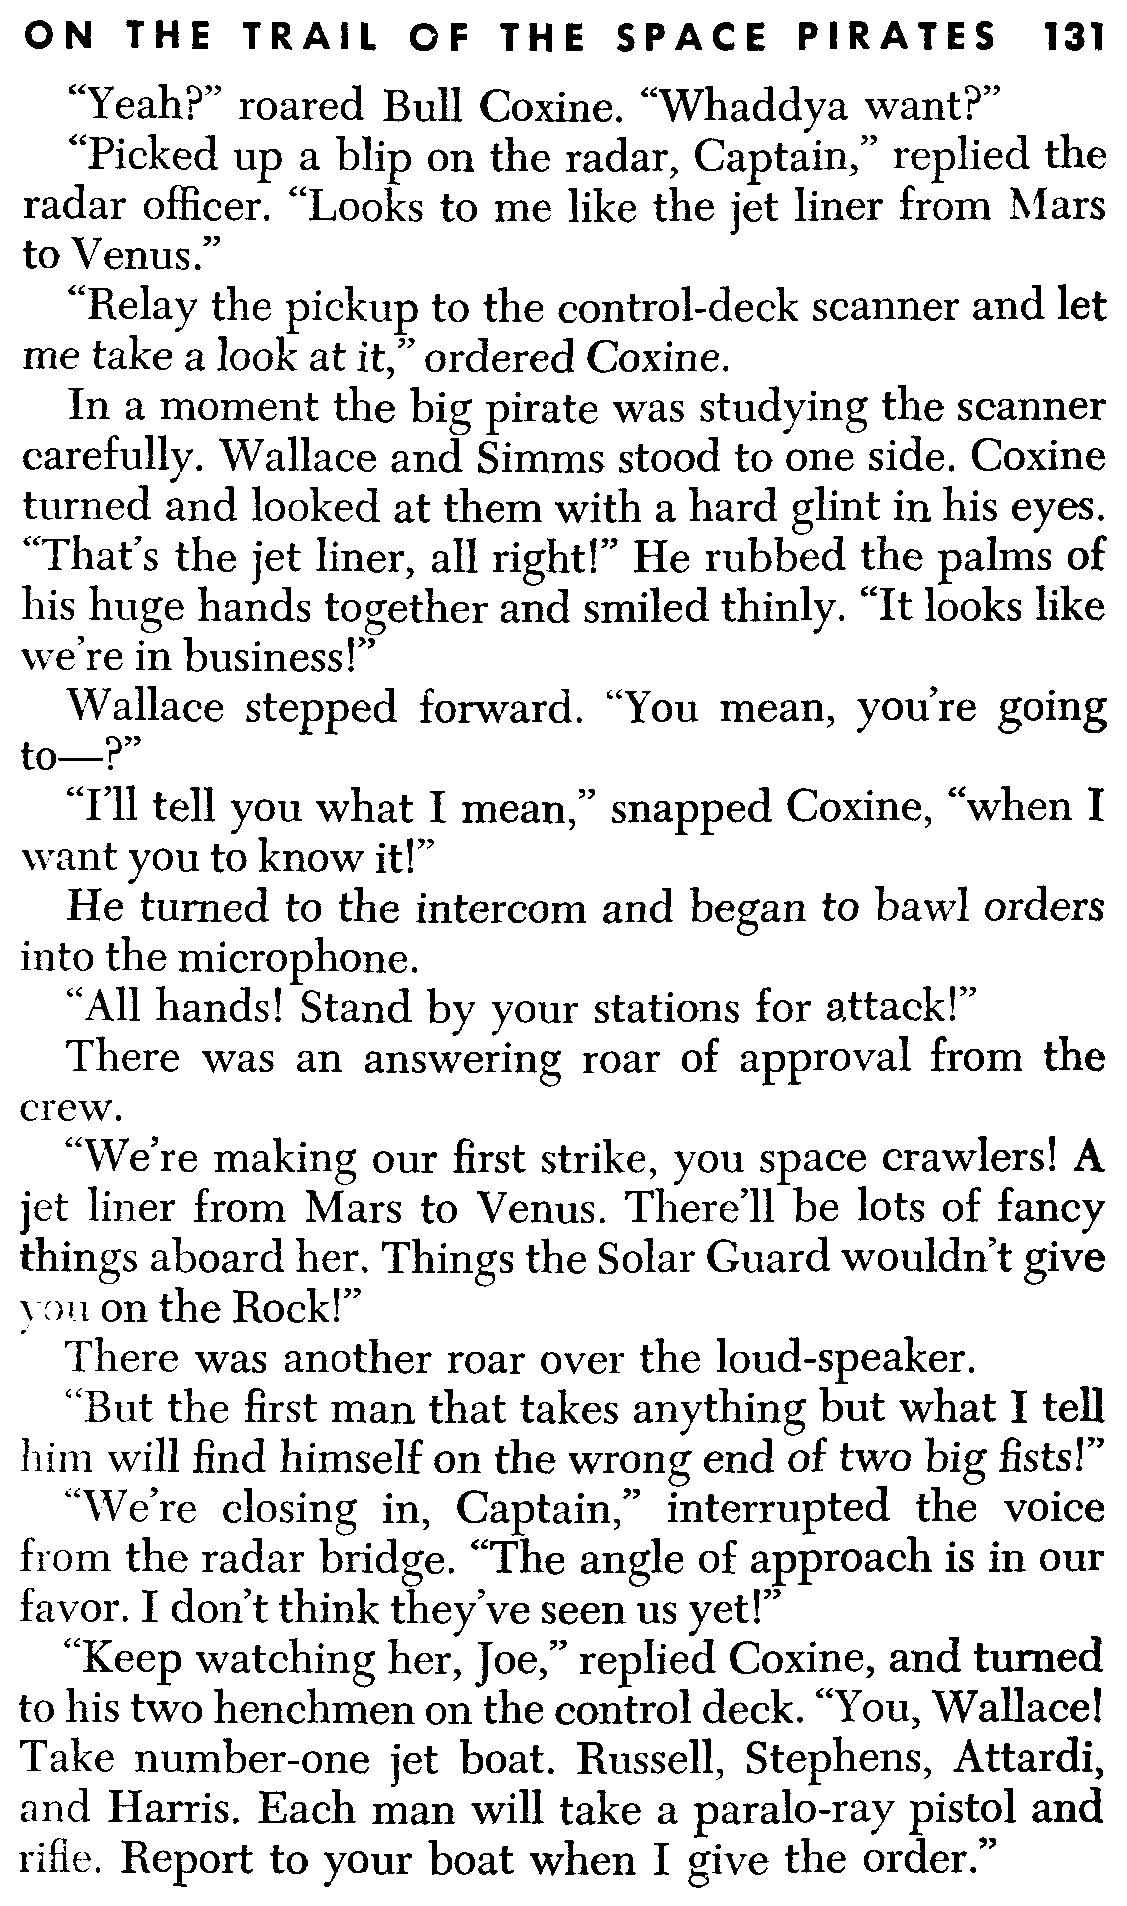 ON THE TRAIL OF THE SPACE PIRATES 131
“Yeah?” roared Bull Coxine. “Whaddya want?”
“Picked up a blip on the radar, Captain,” replied the
radar officer. “Looks to me like the jet liner from Mars
to Venus.”
“Relay the pickup to the control-deck scanner and let
me take a look at it,” ordered Coxine.
In a moment the big pirate was studying the scanner
carefully. Wallace and Simms stood to one side. Coxine
turned and looked at them with a hard glint in his eyes.
“That’s the jet liner, all right!” He rubbed the palms of
his huge hands together and smiled thinly. “It looks like
we’re in business!”
Wallace stepped forward. “You mean, you’re going
to—?”
“I’ll tell you what I mean,” snapped Coxine, “when I
want you to know it!”
He turned to the intercom and began to bawl orders
into the microphone.
“All hands! Stand by your stations for attack!”
There was an answering roar of approval from the
crew.
“We’re making our first strike, you space crawlers! A
jet liner from Mars to Venus. There’ll be lots of fancy
things aboard her. Things the Solar Guard wouldn’t give
you on the Rock!”
There was another roar over the loud-speaker.
“But the first man that takes anything but what I tell
him will find himself on the wrong end of two big fists!”
“We’re closing in, Captain,” interrupted the voice
from the radar bridge. “The angle of approach is in our
favor. I don’t think they’ve seen us yet!”
“Keep watching her, Joe,” replied Coxine, and turned
to his two henchmen on the control deck. “You, Wallace!
Take number-one jet boat. Russell, Stephens, Attardi,
and Harris. Each man will take a paralo-ray pistol and
rifle. Report to your boat when I give the order.”